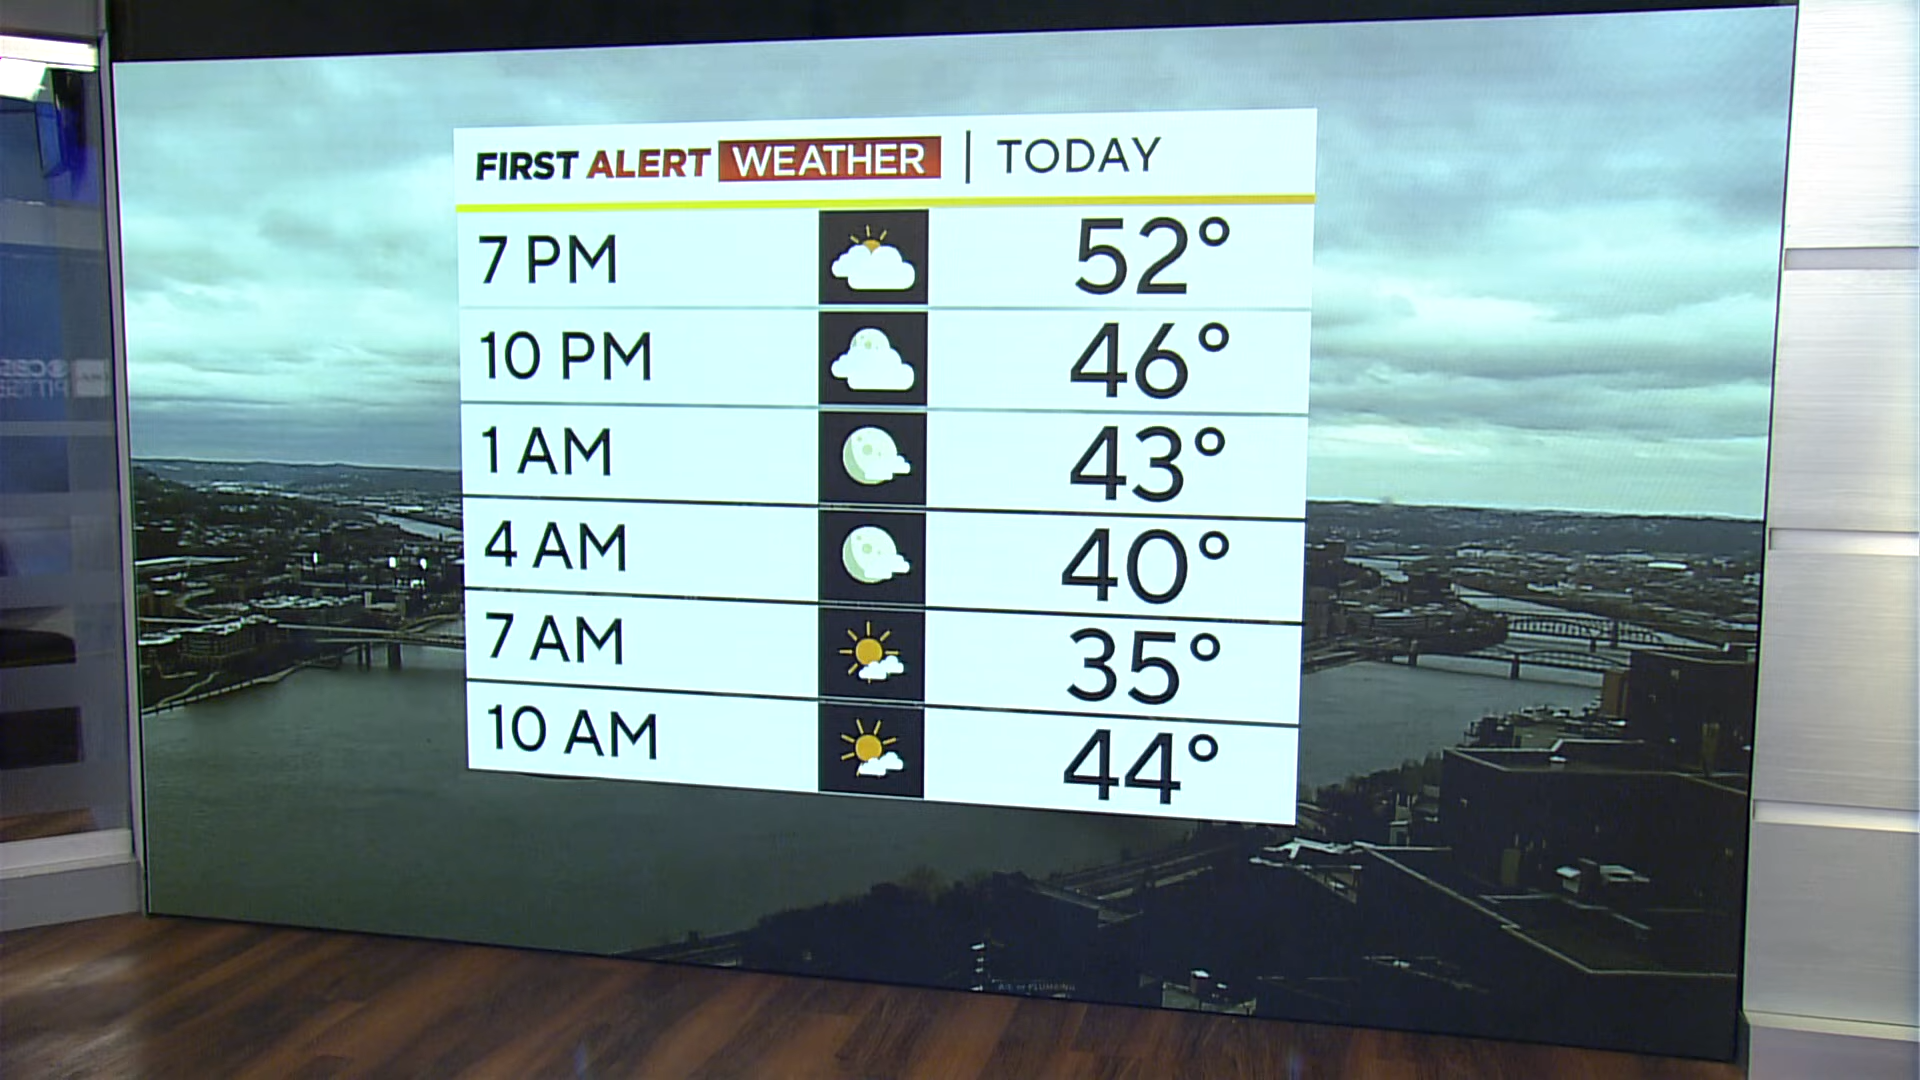 FIRST ALERT WEATHER | TODAY
7 PM 52°
10 PM 46°
1 AM 43°
4 AM 40°
7 AM 35°
10 AM 44°